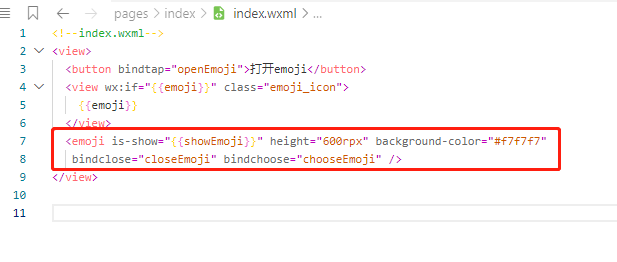 pages > index > index.wxml > ...
1 <!--index.wxml-->
2 <view>
3 <button bindtap="openEmoji">打开emoji</button>
4 <view wx:if="{{emoji}}" class="emoji_icon">
5 {{emoji}}
6 </view>
7 <emoji is-show="{{showEmoji}}" height="600rpx" background-color="#f7f7f7"
8 bindclose="closeEmoji" bindchoose="chooseEmoji" />
9 </view>
10
11